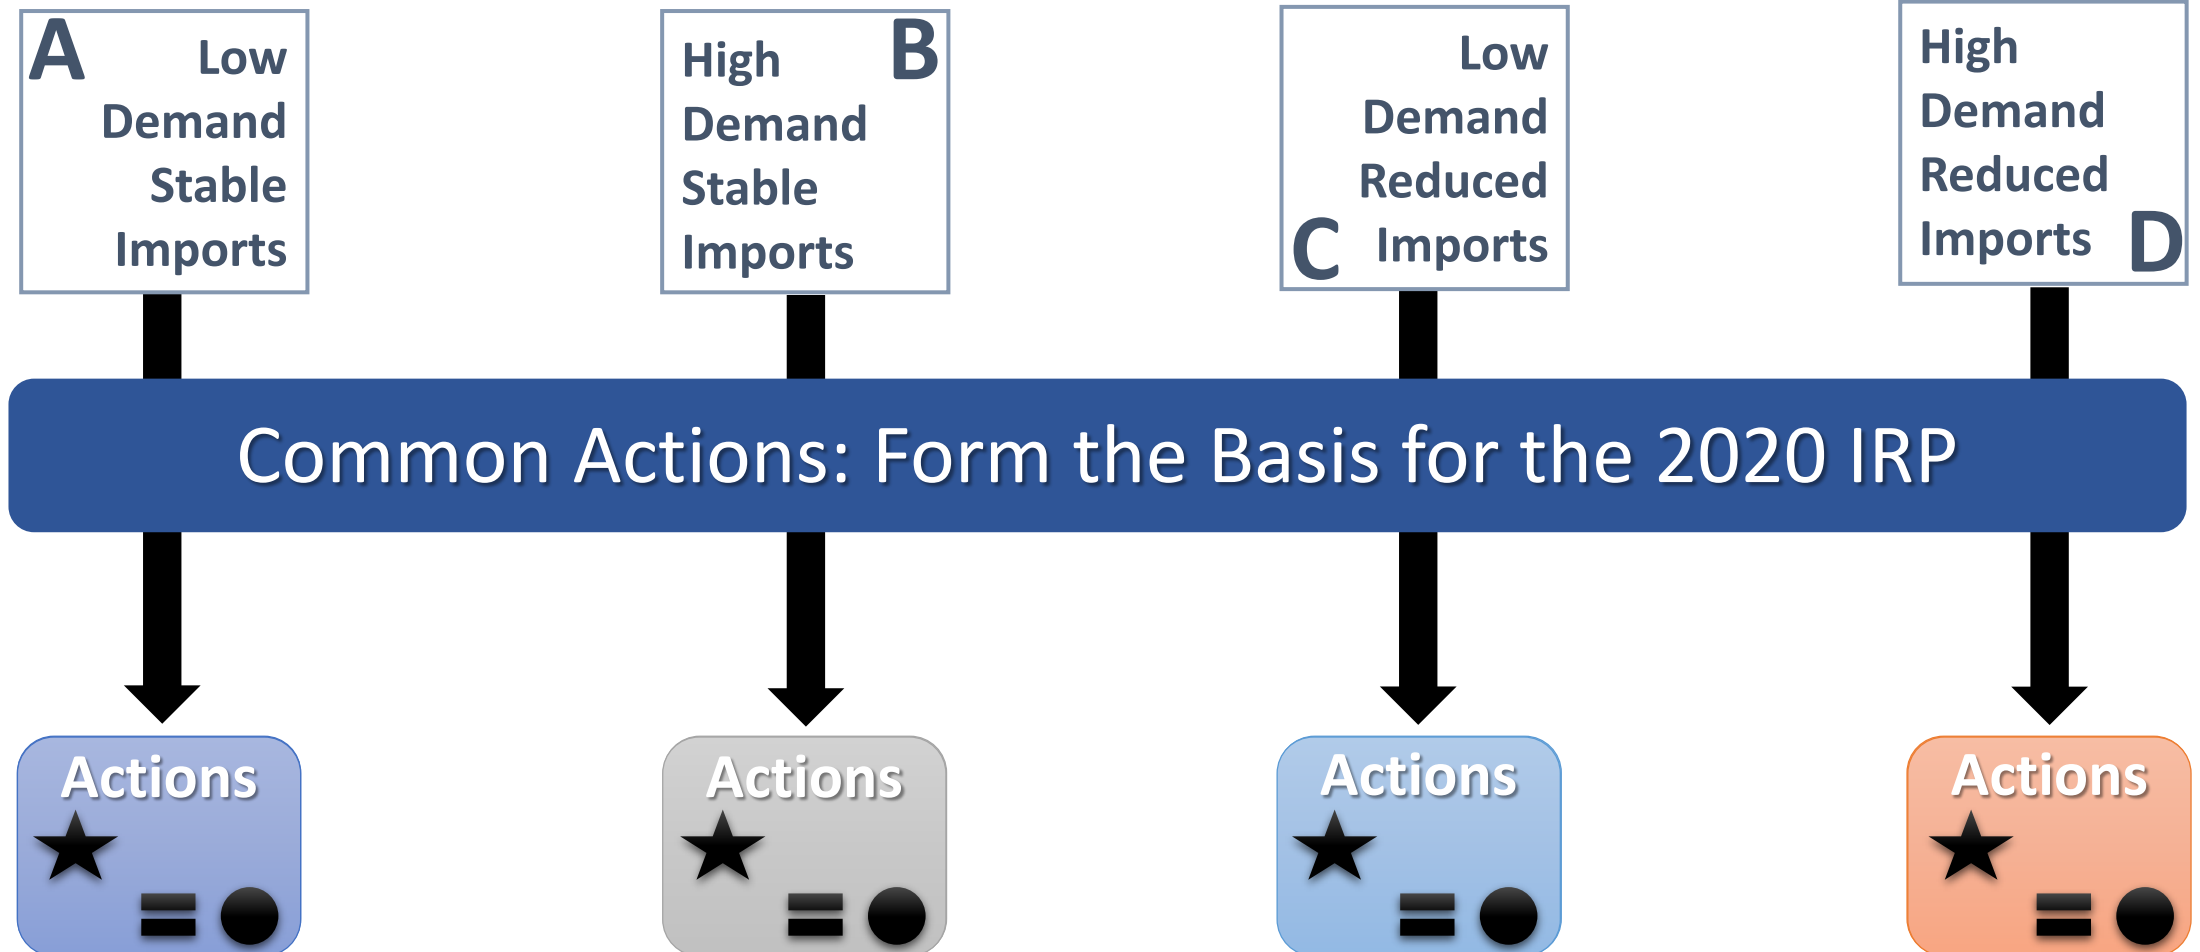 A
Low
Demand
Stable
Imports
High
Demand
Stable
Imports
B
Low
Demand
Reduced
Imports
C
High
Demand
Reduced
Imports
D
Common Actions: Form the Basis for the 2020 IRP
Actions
Actions
Actions
Actions